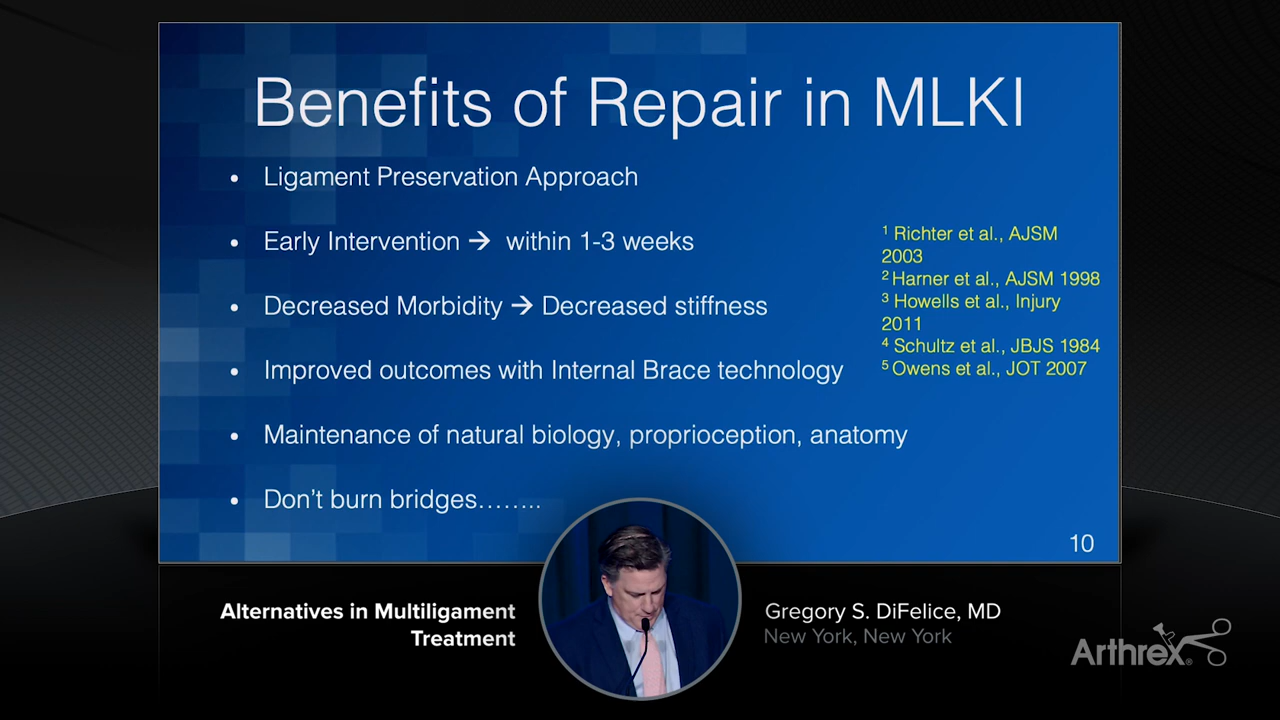 Benefits of Repair in MLKI
• Ligament Preservation Approach
• Early Intervention → within 1-3 weeks
• Decreased Morbidity → Decreased stiffness
• Improved outcomes with Internal Brace technology
• Maintenance of natural biology, proprioception, anatomy
• Don’t burn bridges……..
¹ Richter et al., AJSM
2003
² Harner et al., AJSM 1998
³ Howells et al., Injury
2011
⁴ Schultz et al., JBJS 1984
⁵ Owens et al., JOT 2007
10
Alternatives in Multiligament
Treatment
Gregory S. DiFelice, MD
New York, New York
Arthrex®